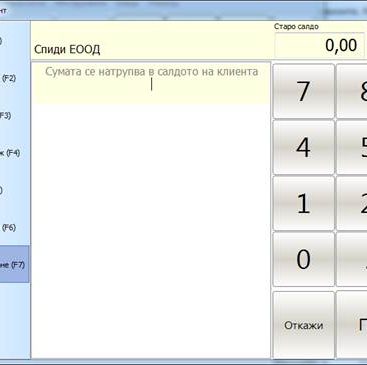 нт
Старо салдо
)
0,00
Спиди ЕООД
Сумата се натрупва в салдото на клиента
(F2)
7
8
F3)
4
5
к (F4)
)
1
2
(F6)
не (F7)
0
Откажи
П